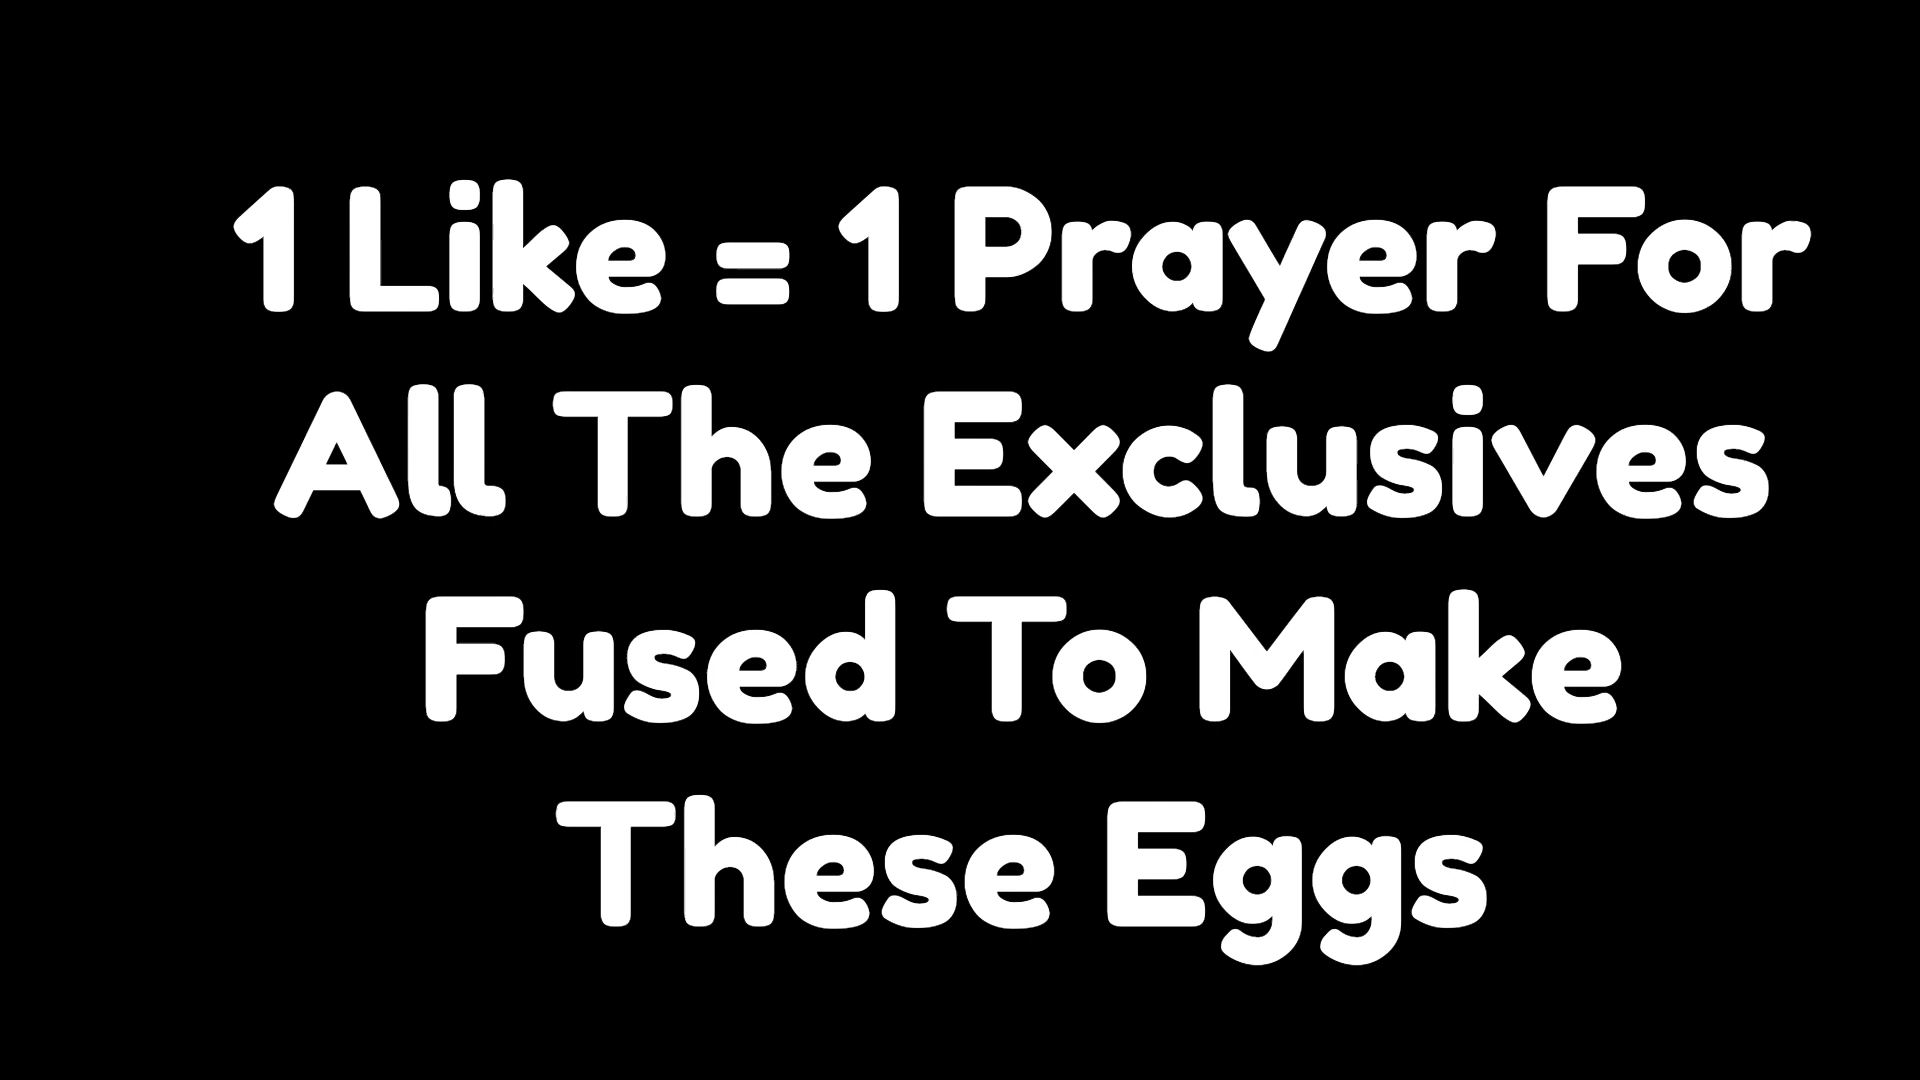 1 Like = 1 Prayer For
All The Exclusives
Fused To Make
These Eggs